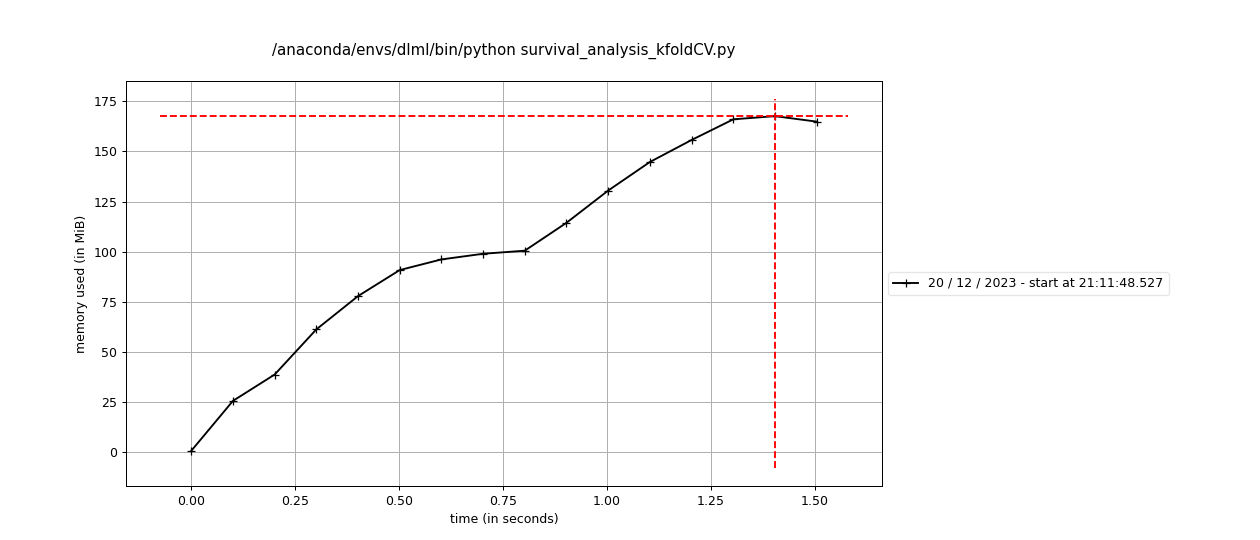 /anaconda/envs/dlml/bin/python survival_analysis_kfoldCV.py
175
150
125
100
75
50
25
0
memory used (in MiB)
0.00 0.25 0.50 0.75 1.00 1.25 1.50
time (in seconds)
20 / 12 / 2023 - start at 21:11:48.527